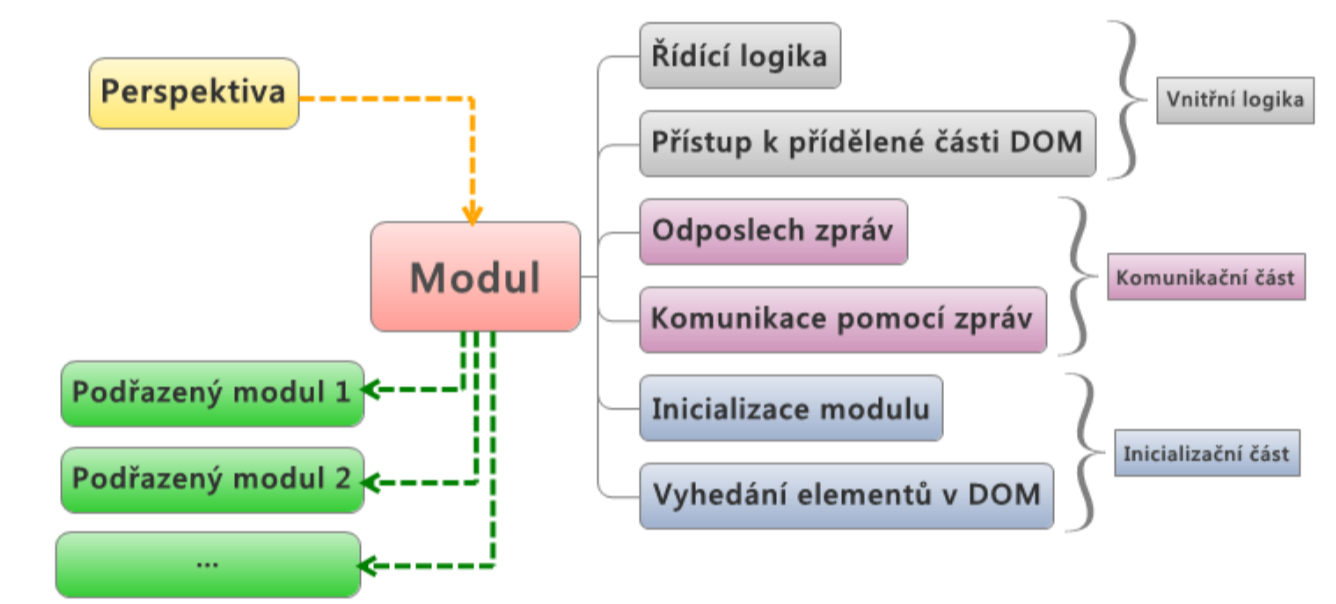 Perspektiva
Modul
Podřazený modul 1
Podřazený modul 2
...
Řídící logika
Přístup k přídělené části DOM
Vnitřní logika
Odposlech zpráv
Komunikace pomocí zpráv
Komunikační část
Inicializace modulu
Vyhedání elementů v DOM
Inicializační část